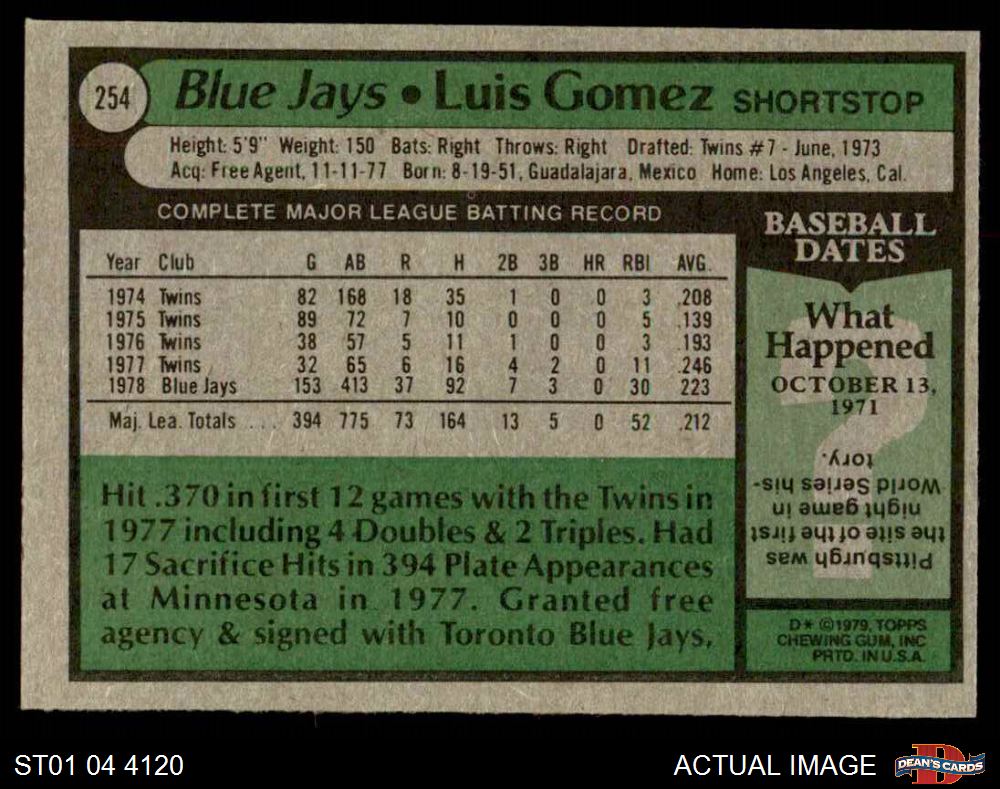 254
Blue Jays • Luis Gomez SHORTSTOP
Height: 5'9" Weight: 150 Bats: Right Throws: Right Drafted: Twins #7 - June, 1973
Acq: Free Agent, 11-11-77 Born: 8-19-51, Guadalajara, Mexico Home: Los Angeles, Cal.
COMPLETE MAJOR LEAGUE BATTING RECORD
Year Club G AB R H 2B 3B HR RBI AVG.
1974 Twins 82 168 18 35 1 0 0 3 .208
1975 Twins 89 72 7 10 0 0 0 5 .139
1976 Twins 38 57 5 11 1 0 0 3 .193
1977 Twins 32 65 6 16 4 2 0 11 .246
1978 Blue Jays 153 413 37 92 7 3 0 30 .223
Maj. Lea. Totals . . . 394 775 73 164 13 5 0 52 .212
Hit .370 in first 12 games with the Twins in
1977 including 4 Doubles & 2 Triples. Had
17 Sacrifice Hits in 394 Plate Appearances
at Minnesota in 1977. Granted free
agency & signed with Toronto Blue Jays,
BASEBALL
DATES
What
Happened
OCTOBER 13,
1971
Pittsburgh was
the site of the first
night game in
World Series his-
tory.
D* ©1979, TOPPS
CHEWING GUM, INC
PRTD. IN U.S.A.
ST01 04 4120
ACTUAL IMAGE
DEAN'S CARDS